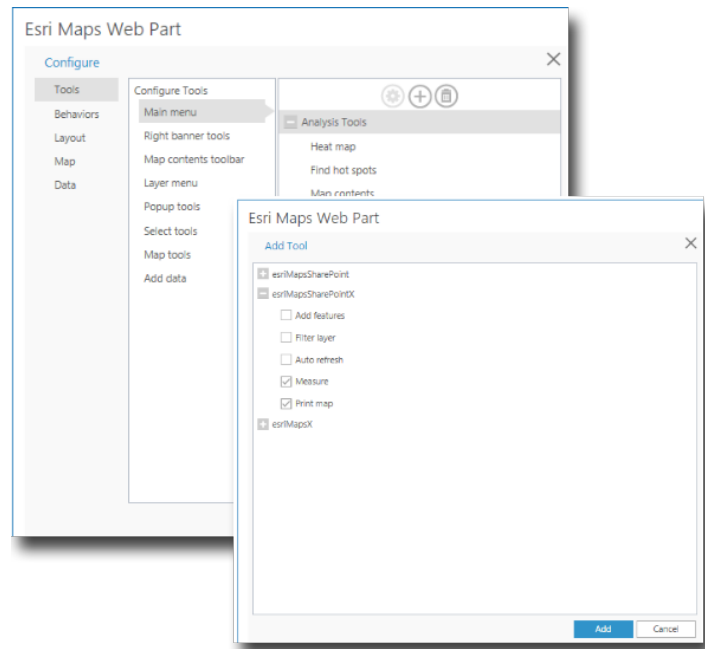 Esri Maps Web Part
Configure
Tools
Behaviors
Layout
Map
Data
Configure Tools
Main menu
Right banner tools
Map contents toolbar
Layer menu
Popup tools
Select tools
Map tools
Add data
Analysis Tools
Heat map
Find hot spots
Map contents
Esri Maps Web Part
Add Tool
esriMapsSharePoint
esriMapsSharePointX
Add features
Filter layer
Auto refresh
Measure
Print map
esriMapsX
Add
Cancel